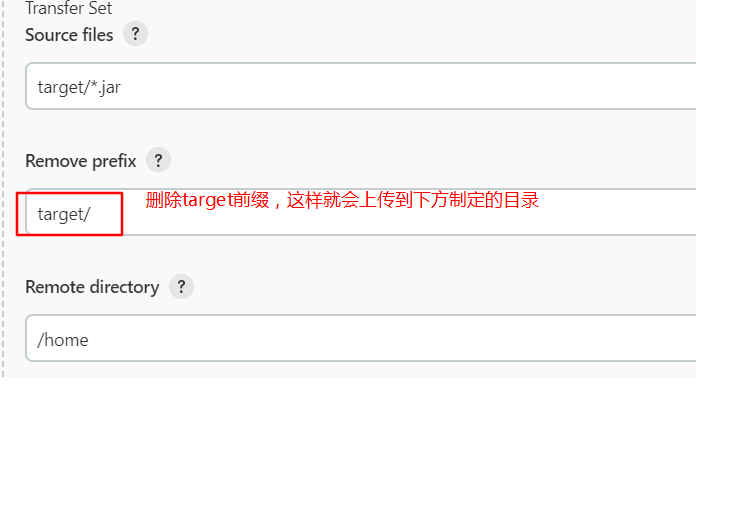 Transfer Set
Source files ?
target/*.jar
Remove prefix ?
target/ 删除target前缀，这样就会上传到下方制定的目录
Remote directory ?
/home